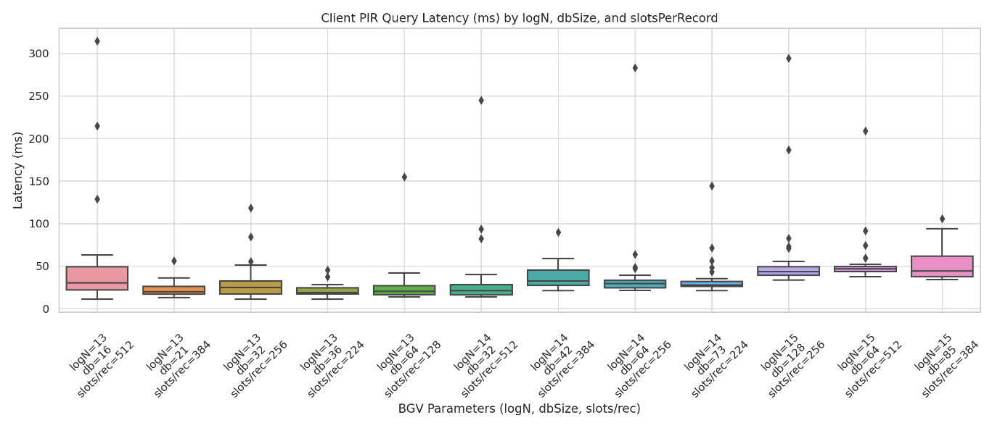 Client PIR Query Latency (ms) by logN, dbSize, and slotsPerRecord
Latency (ms)
300
250
200
150
100
50
0
logN=13
db=16
slots/rec=512
logN=13
db=21
slots/rec=384
logN=13
db=32
slots/rec=256
logN=13
db=36
slots/rec=224
logN=13
db=64
slots/rec=128
logN=14
db=32
slots/rec=512
logN=14
db=42
slots/rec=384
logN=14
db=64
slots/rec=256
logN=14
db=73
slots/rec=224
logN=15
db=128
slots/rec=256
logN=15
db=64
slots/rec=512
logN=15
db=85
slots/rec=384
BGV Parameters (logN, dbSize, slots/rec)